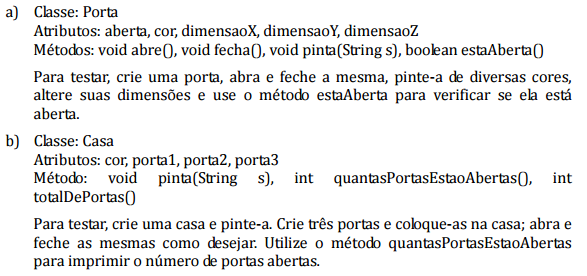 a) Classe: Porta
Atributos: aberta, cor, dimensaoX, dimensaoY, dimensaoZ
Métodos: void abre(), void fecha(), void pinta(String s), boolean estaAberta()
Para testar, crie uma porta, abra e feche a mesma, pinte-a de diversas cores,
altere suas dimensões e use o método estaAberta para verificar se ela está
aberta.
b) Classe: Casa
Atributos: cor, porta1, porta2, porta3
Método: void pinta(String s), int quantasPortasEstaoAbertas(), int
totalDePortas()
Para testar, crie uma casa e pinte-a. Crie três portas e coloque-as na casa; abra e
feche as mesmas como desejar. Utilize o método quantasPortasEstaoAbertas
para imprimir o número de portas abertas.